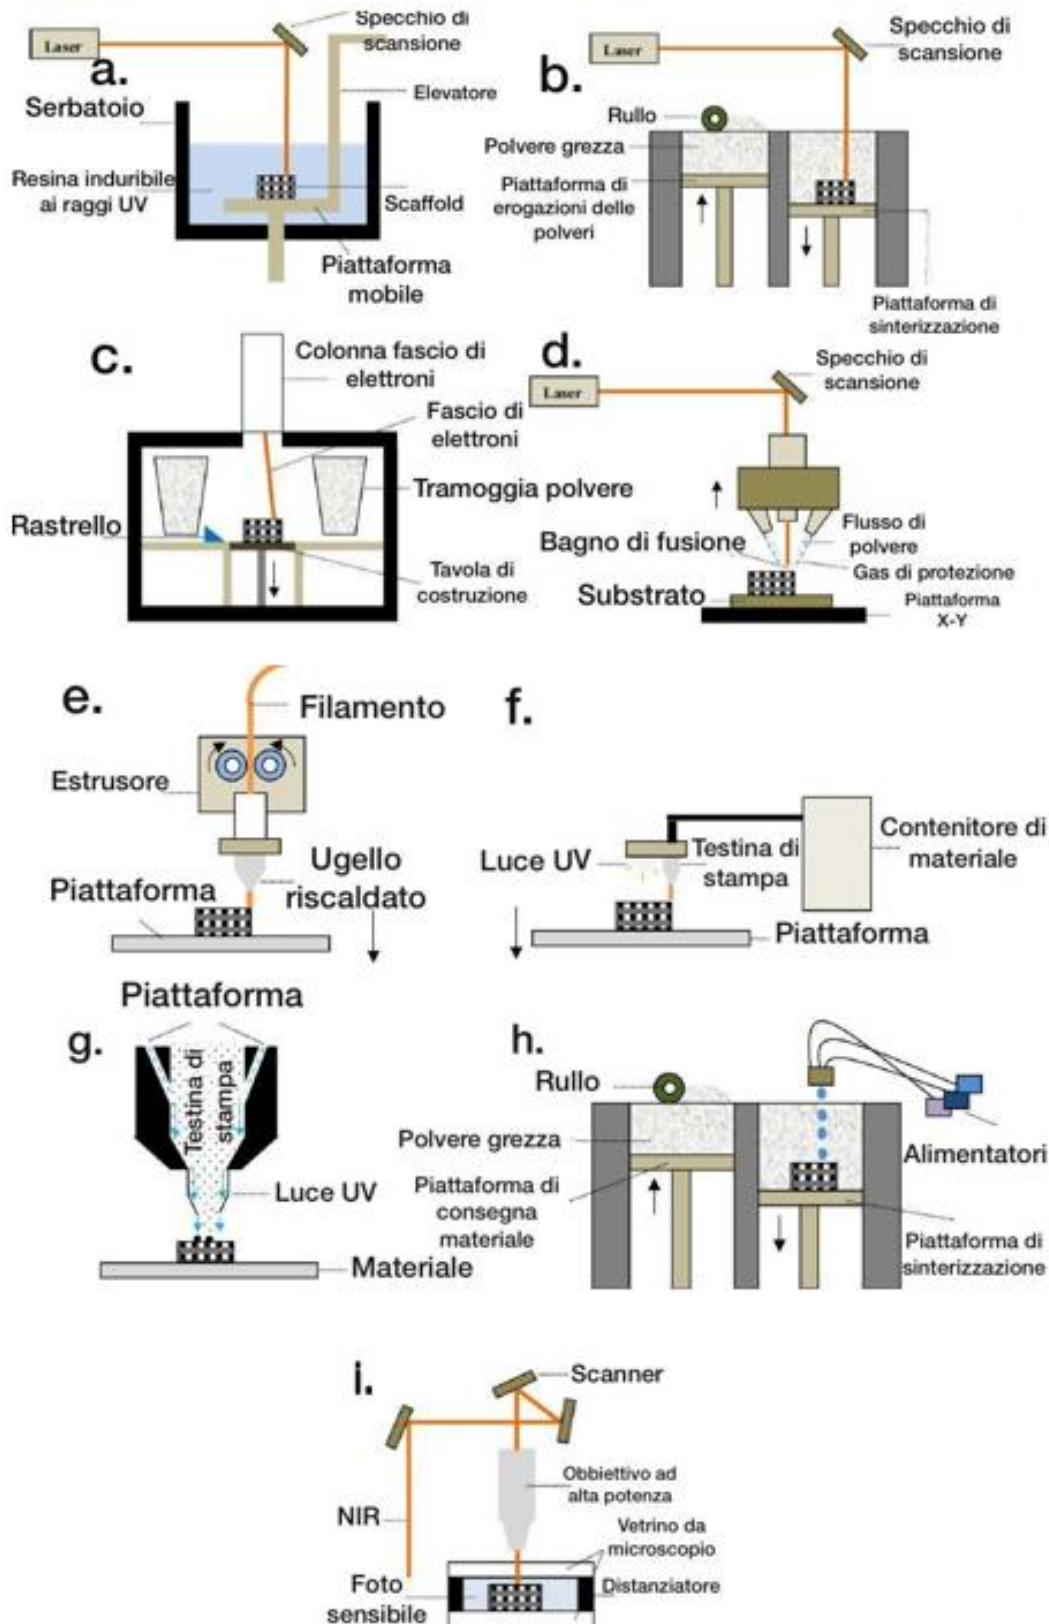 Specchio di
scansione
Laser
a.
Elevatore
Serbatoio
Resina induribile
ai raggi UV
Scaffold
Piattaforma
mobile
Specchio di
scansione
Laser
b.
Rullo
Polvere grezza
Piattaforma di
erogazioni delle
polveri
Piattaforma di
sinterizzazione
c.
Colonna fascio di
elettroni
Fascio di
elettroni
Tramoggia polvere
Rastrello
Tavola di
costruzione
d.
Specchio di
scansione
Laser
Bagno di fusione
Flusso di
polvere
Gas di protezione
Substrato
Piattaforma
X-Y
e.
Filamento
Estrusore
Ugello
riscaldato
Piattaforma
f.
Luce UV
Testina di
stampa
Contenitore di
materiale
Piattaforma
Piattaforma
g.
Testina di
stampa
Luce UV
Materiale
h.
Rullo
Polvere grezza
Alimentatori
Piattaforma di
consegna
materiale
Piattaforma di
sinterizzazione
i.
Scanner
Obbiettivo ad
alta potenza
NIR
Vetrino da
microscopio
Foto
sensibile
Distanziatore